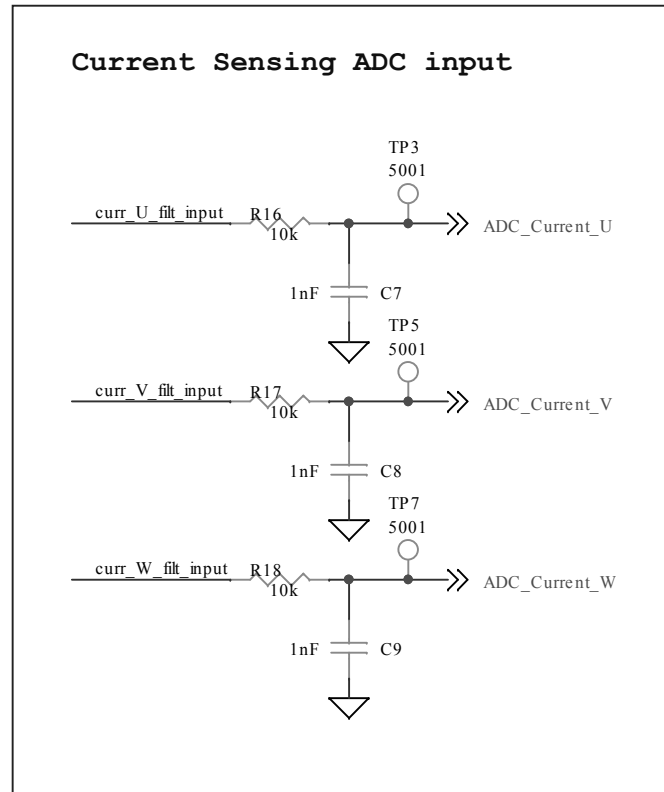 Current Sensing ADC input
TP3
5001
curr_U_filt_input
R16
10k
ADC_Current_U
1nF
C7
TP5
5001
curr_V_filt_input
R17
10k
ADC_Current_V
1nF
C8
TP7
5001
curr_W_filt_input
R18
10k
ADC_Current_W
1nF
C9